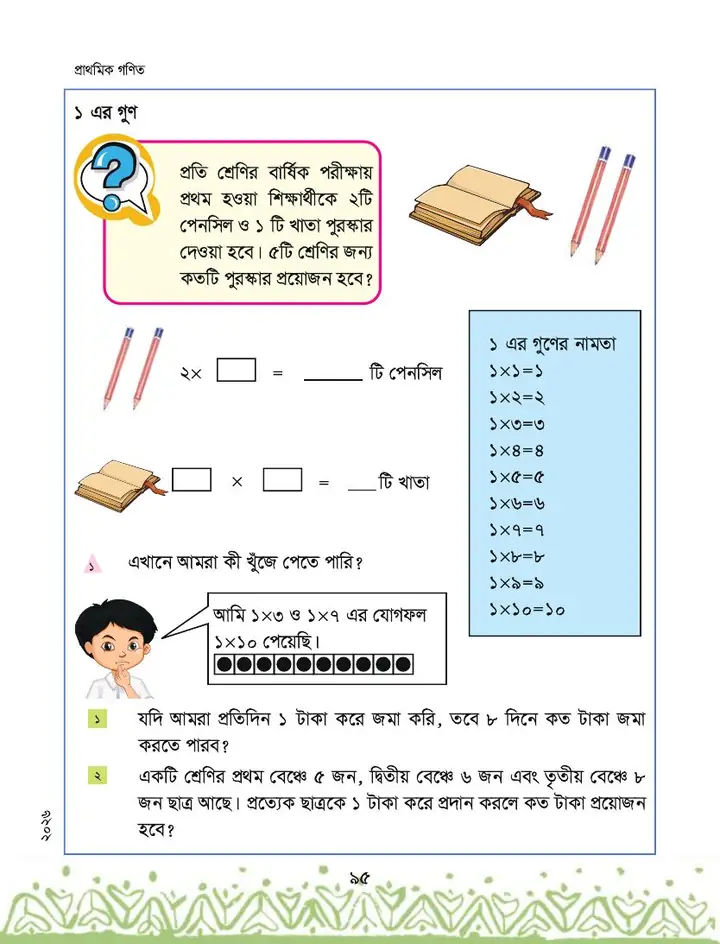 প্রাথমিক গণিত
১ এর গুণ
প্রতি শ্রেণির বার্ষিক পরীক্ষায়
প্রথম হওয়া শিক্ষার্থীকে ২টি
পেনসিল ও ১ টি খাতা পুরস্কার
দেওয়া হবে। ৫টি শ্রেণির জন্য
কতটি পুরস্কার প্রয়োজন হবে?
২× = ______ টি পেনসিল
× = ___ টি খাতা
১ এর গুণের নামতা
১×১=১
১×২=২
১×৩=৩
১×৪=৪
১×৫=৫
১×৬=৬
১×৭=৭
১×৮=৮
১×৯=৯
১×১০=১০
১ এখানে আমরা কী খুঁজে পেতে পারি?
আমি ১×৩ ও ১×৭ এর যোগফল
১×১০ পেয়েছি।
১ যদি আমরা প্রতিদিন ১ টাকা করে জমা করি, তবে ৮ দিনে কত টাকা জমা
করতে পারব?
২ একটি শ্রেণির প্রথম বেঞ্চে ৫ জন, দ্বিতীয় বেঞ্চে ৬ জন এবং তৃতীয় বেঞ্চে ৮
জন ছাত্র আছে। প্রত্যেক ছাত্রকে ১ টাকা করে প্রদান করলে কত টাকা প্রয়োজন
হবে?
২০২৬
৯৫